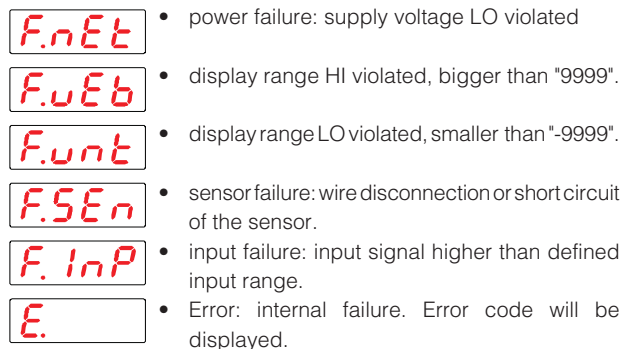 F.nEt • power failure: supply voltage LO violated
F.uEb • display range HI violated, bigger than "9999".
F.unt • display range LO violated, smaller than "-9999".
F.SEn • sensor failure: wire disconnection or short circuit
of the sensor.
F. InP • input failure: input signal higher than defined
input range.
E. • Error: internal failure. Error code will be
displayed.